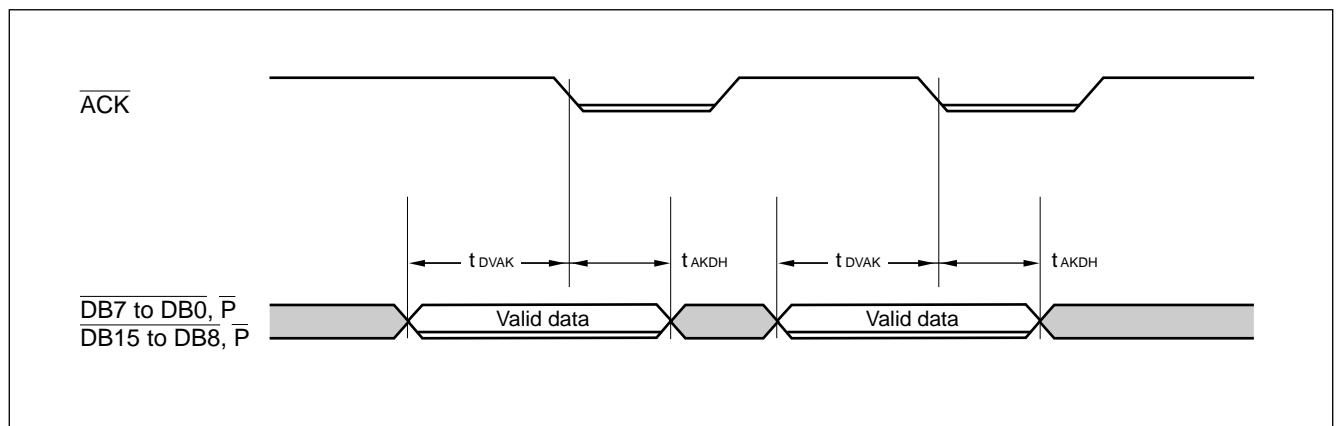 ACK
t DVAK
t AKDH
t DVAK
t AKDH
DB7 to DB0, P
DB15 to DB8, P
Valid data
Valid data